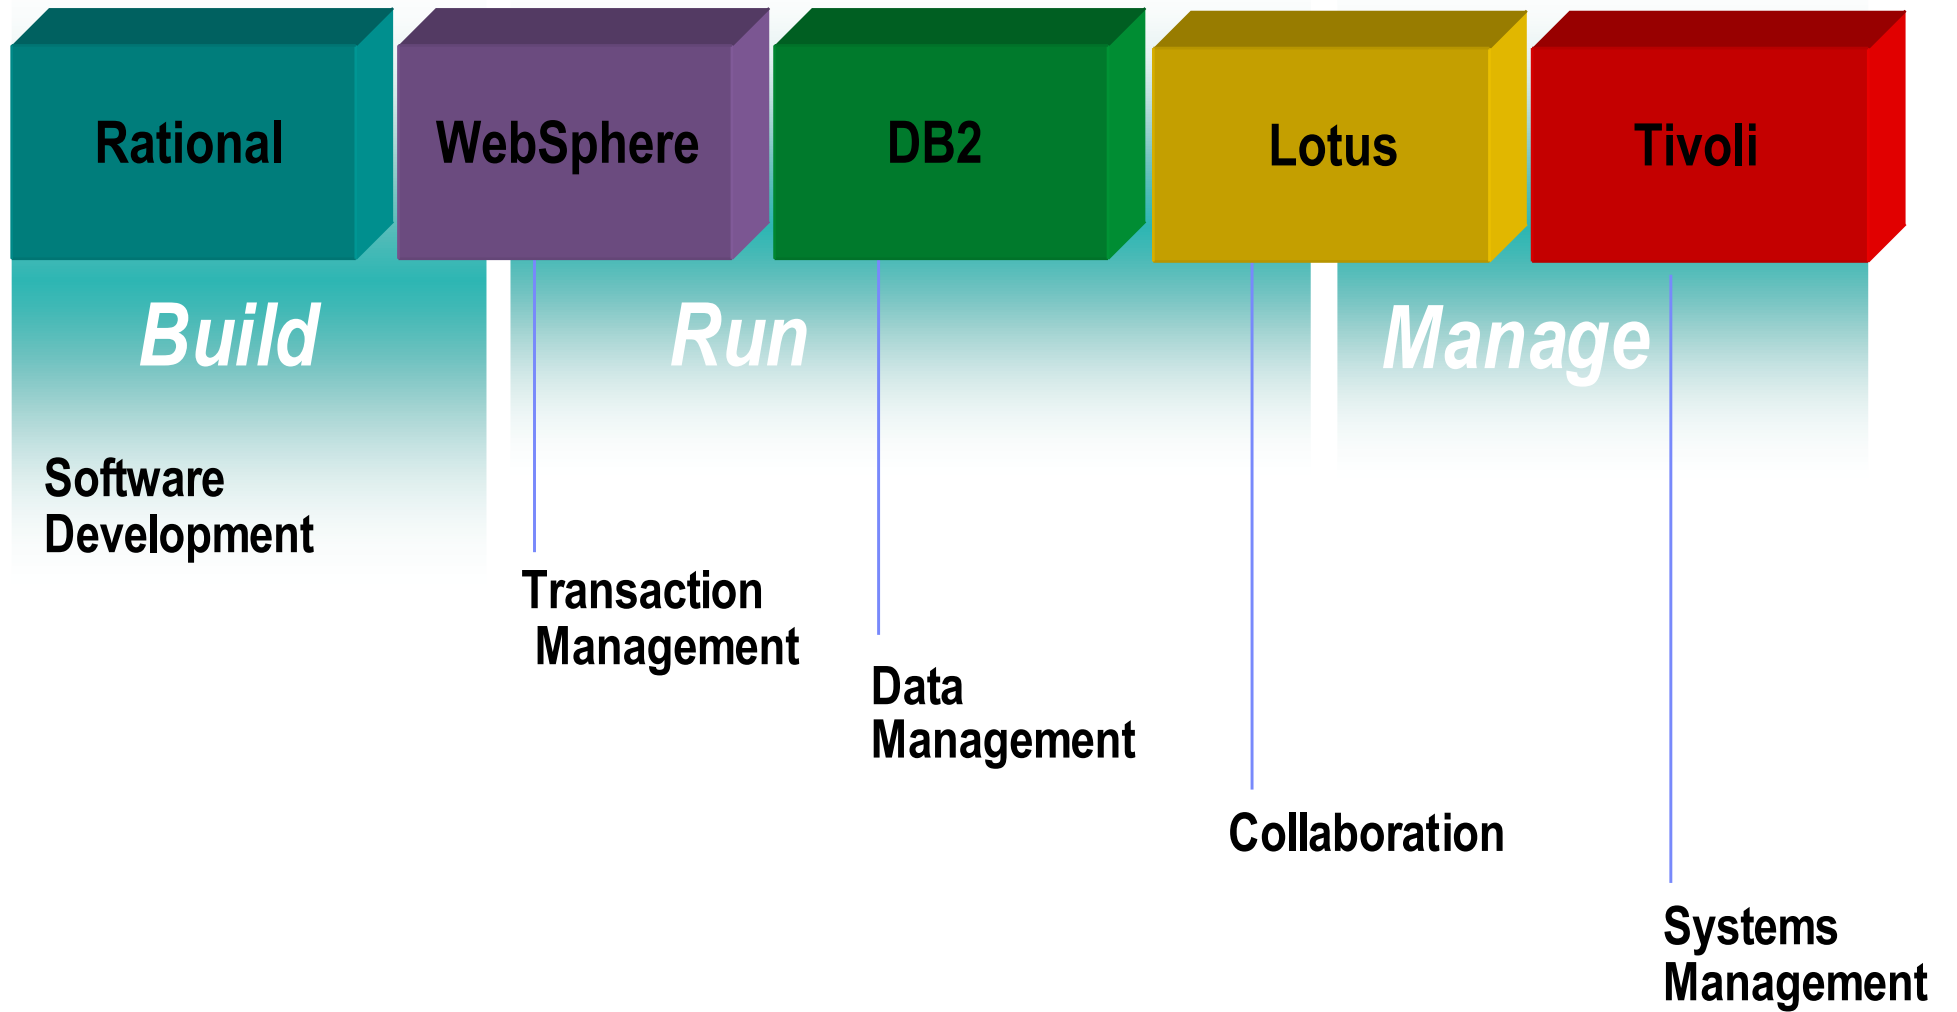 Rational
WebSphere
DB2
Lotus
Tivoli
Build
Run
Manage
Software
Development
Transaction
Management
Data
Management
Collaboration
Systems
Management